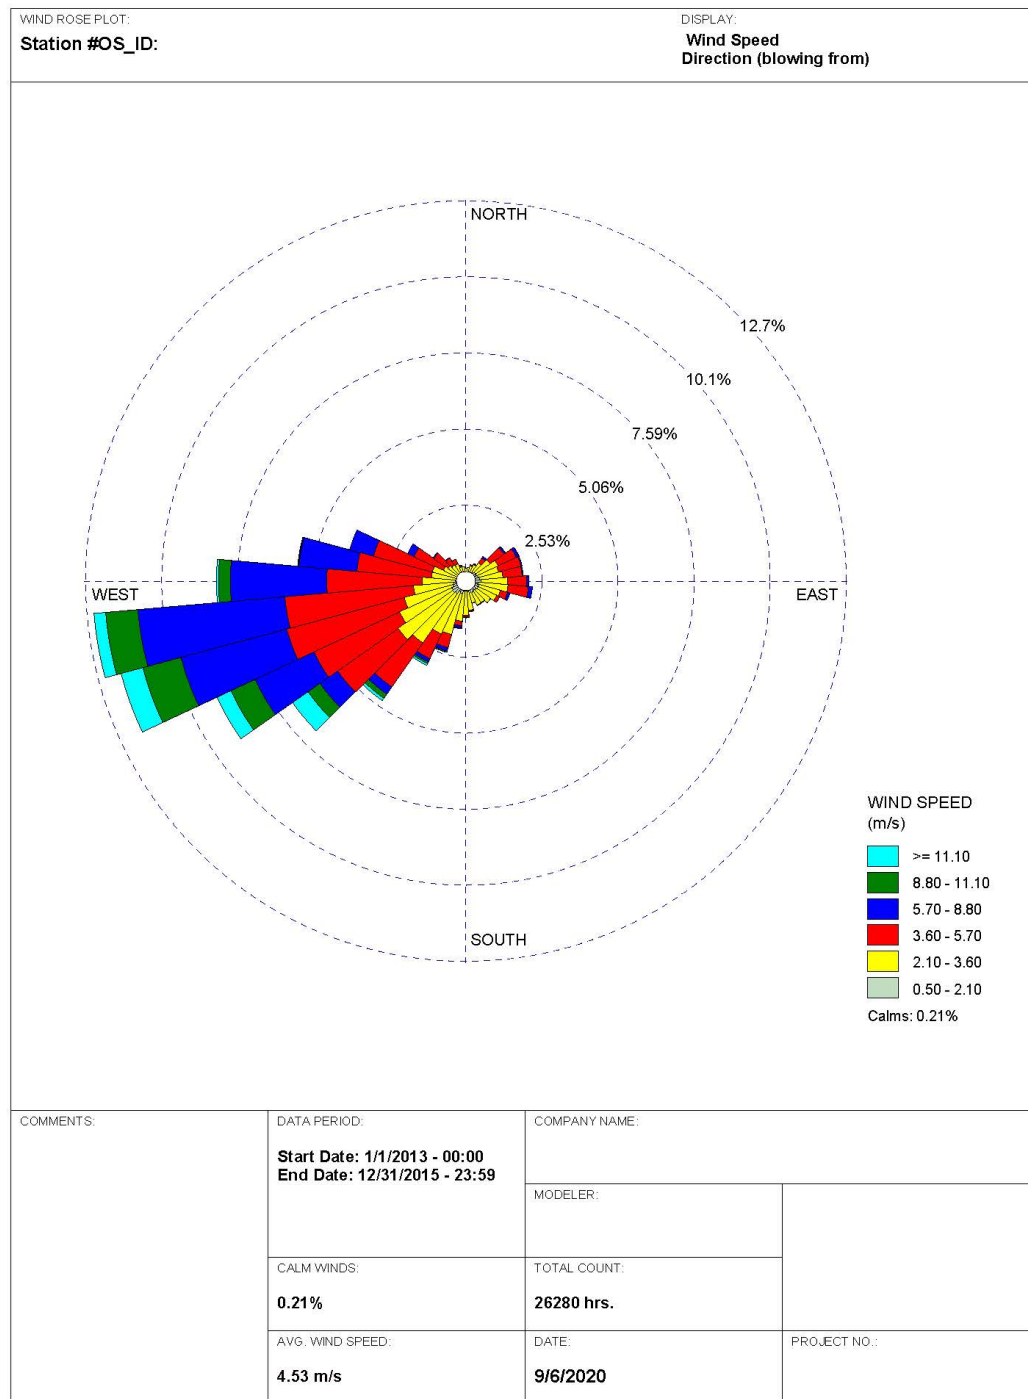 WIND ROSE PLOT:
Station #OS_ID:
DISPLAY:
Wind Speed
Direction (blowing from)
NORTH
12.7%
10.1%
7.59%
5.06%
2.53%
WEST
EAST
SOUTH
WIND SPEED
(m/s)
>= 11.10
8.80 - 11.10
5.70 - 8.80
3.60 - 5.70
2.10 - 3.60
0.50 - 2.10
Calms: 0.21%
COMMENTS:
DATA PERIOD:
Start Date: 1/1/2013 - 00:00
End Date: 12/31/2015 - 23:59
COMPANY NAME:
MODELER:
CALM WINDS:
0.21%
TOTAL COUNT:
26280 hrs.
AVG. WIND SPEED:
4.53 m/s
DATE:
9/6/2020
PROJECT NO.: